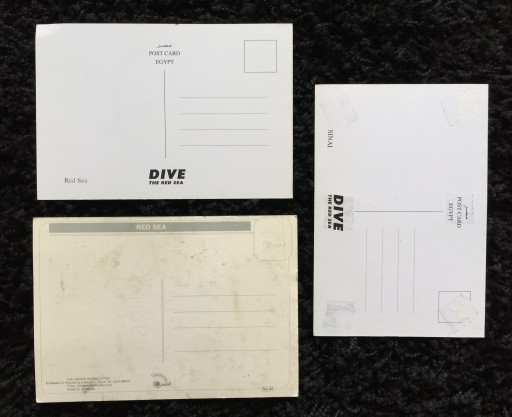 مصر
POST CARD
EGYPT
DIVE
THE RED SEA
Red Sea
RED SEA
SINAI
مصر
POST CARD
EGYPT
DIVE
THE RED SEA